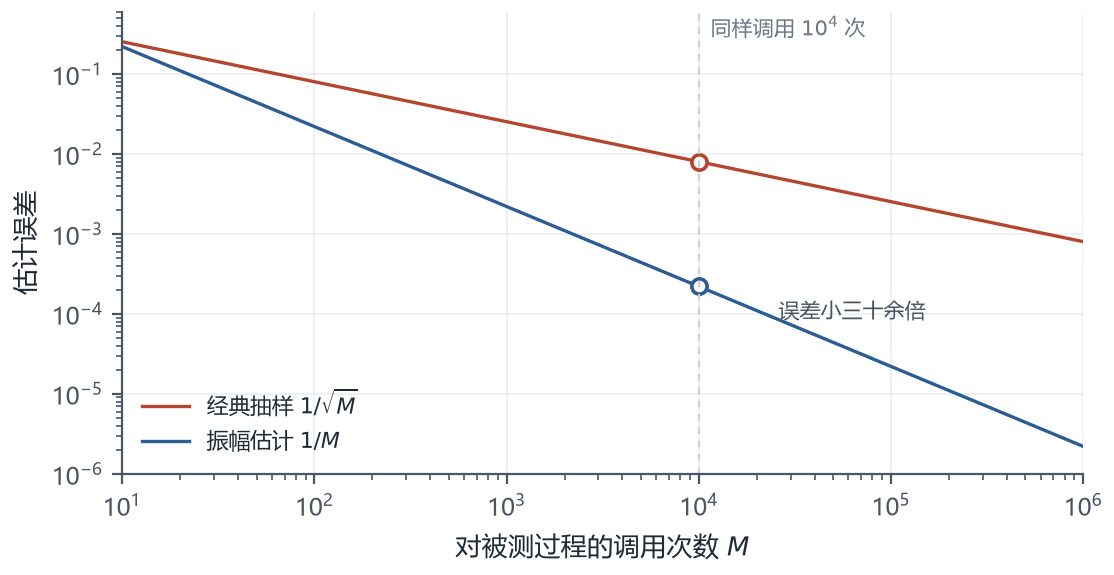 同样调用 10⁴ 次
10⁻¹
10⁻²
10⁻³
10⁻⁴
10⁻⁵
10⁻⁶
估计误差
误差小三十余倍
经典抽样 1/√M
振幅估计 1/M
10¹ 10² 10³ 10⁴ 10⁵ 10⁶
对被测过程的调用次数 M